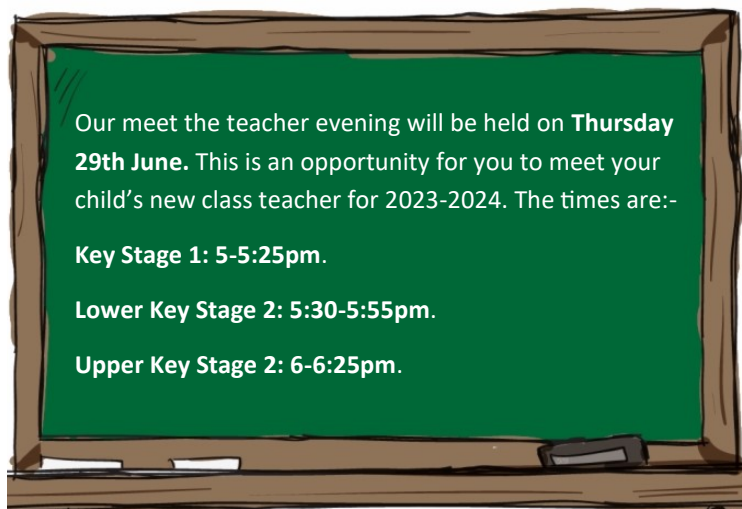 Our meet the teacher evening will be held on Thursday
29th June. This is an opportunity for you to meet your
child’s new class teacher for 2023-2024. The times are:-
Key Stage 1: 5-5:25pm.
Lower Key Stage 2: 5:30-5:55pm.
Upper Key Stage 2: 6-6:25pm.